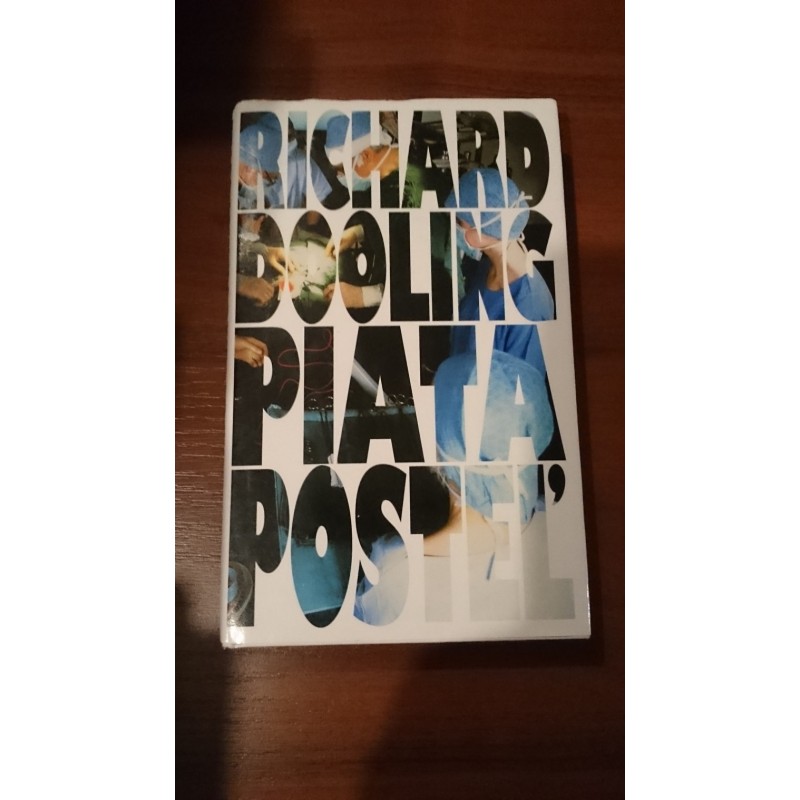 RICHARD
DOOLING
PIATA
POSTEL'